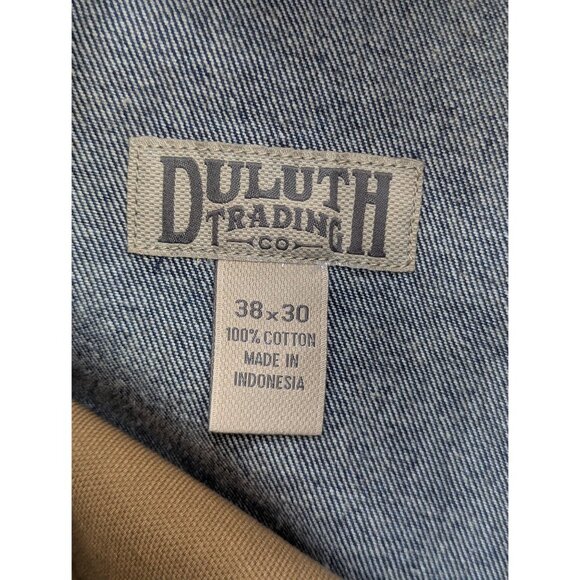 DULUTH
TRADING
CO
38x30
100% COTTON
MADE IN
INDONESIA